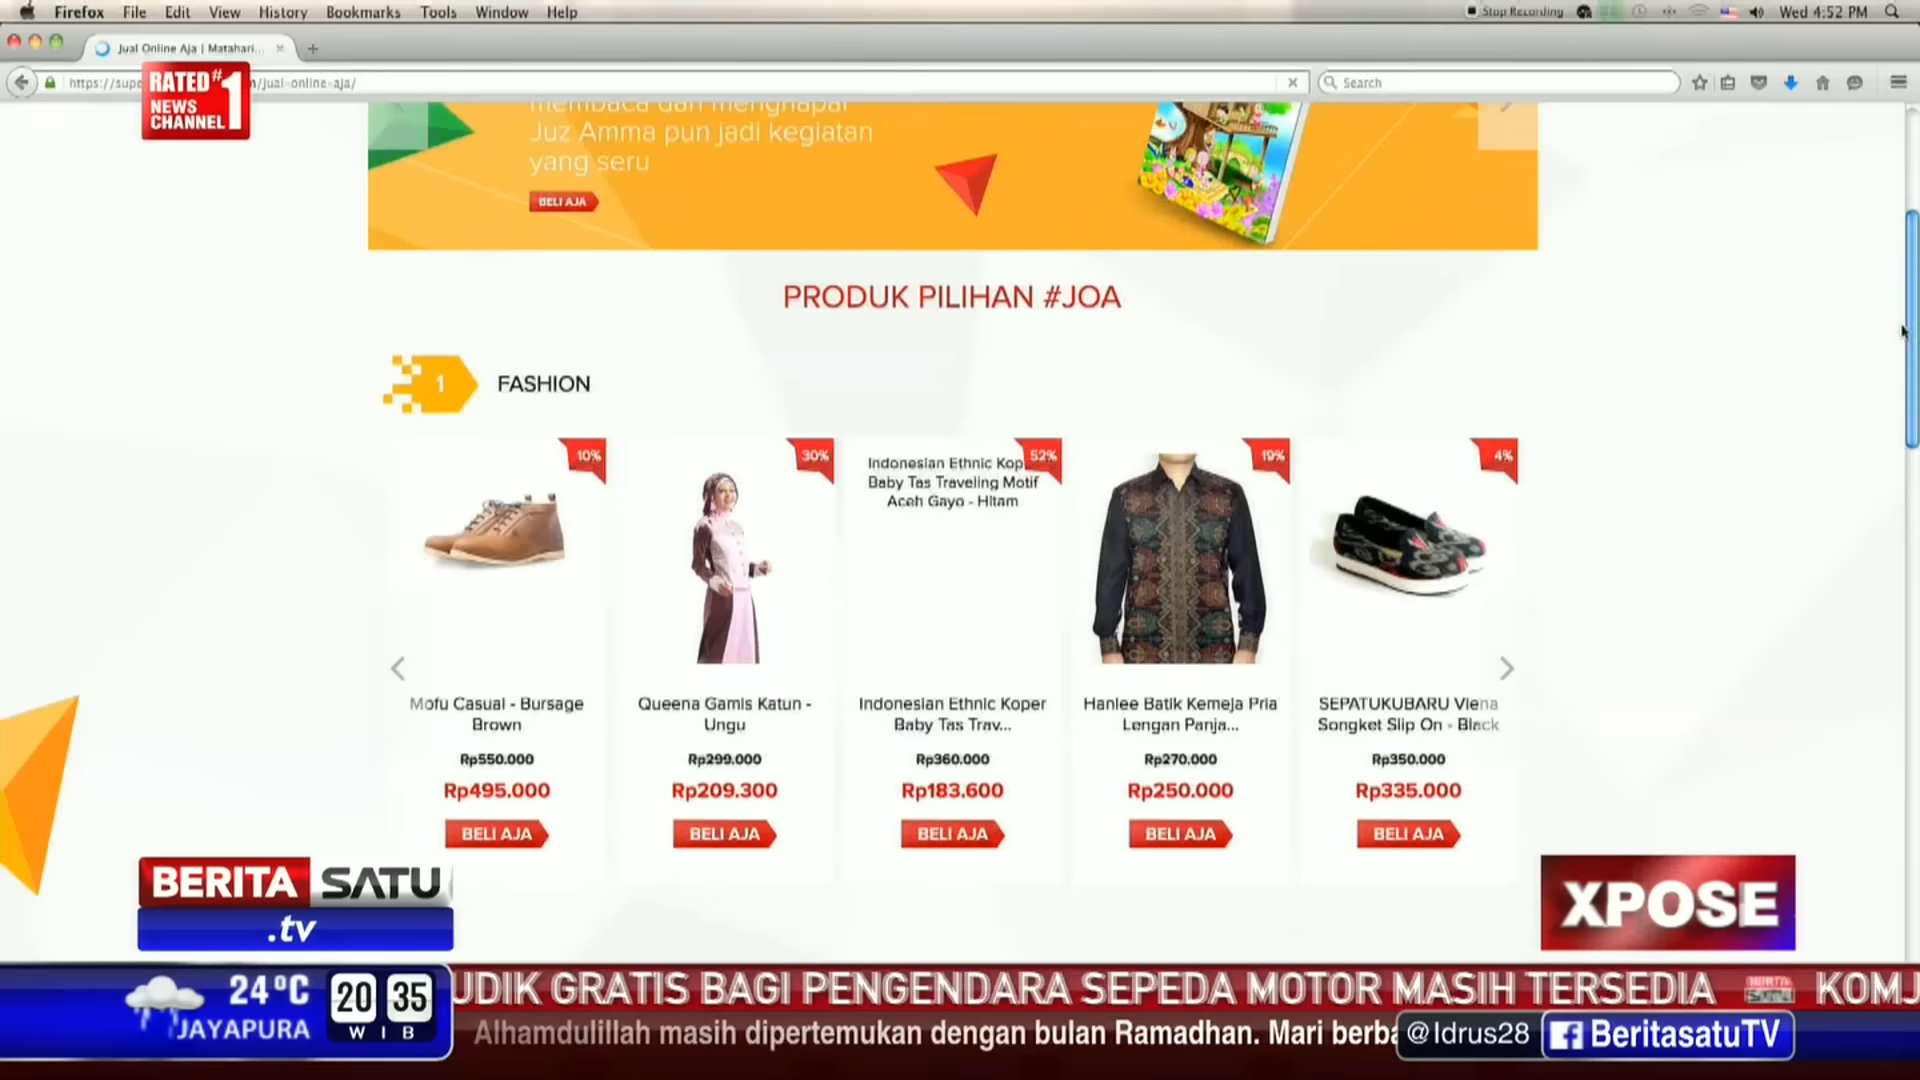 Firefox File Edit View History Bookmarks Tools Window Help
Stop Recording
Wed 4:52 PM
Jual Online Aja | Matahari...
https://supe
/jual-online-aja/
Search
RATED #1
NEWS
CHANNEL
membaca dan menghapal
Juz Amma pun jadi kegiatan
yang seru
BELI AJA
PRODUK PILIHAN #JOA
1
FASHION
10%
30%
52%
19%
4%
Indonesian Ethnic Kop
Baby Tas Traveling Motif
Aceh Gayo - Hitam
Mofu Casual - Bursage
Brown
Rp550.000
Rp495.000
BELI AJA
Queena Gamis Katun -
Ungu
Rp299.000
Rp209.300
BELI AJA
Indonesian Ethnic Koper
Baby Tas Trav...
Rp360.000
Rp183.600
BELI AJA
Hanlee Batik Kemeja Pria
Lengan Panja...
Rp270.000
Rp250.000
BELI AJA
SEPATUKUBARU Viena
Songket Slip On - Black
Rp350.000
Rp335.000
BELI AJA
BERITA SATU
.tv
XPOSE
24°C
JAYAPURA
20 35
WIB
UDIK GRATIS BAGI PENGENDARA SEPEDA MOTOR MASIH TERSEDIA
BERITA SATU
KOMJ
Alhamdulillah masih dipertemukan dengan bulan Ramadhan. Mari berba
@Idrus28
BeritasatuTV